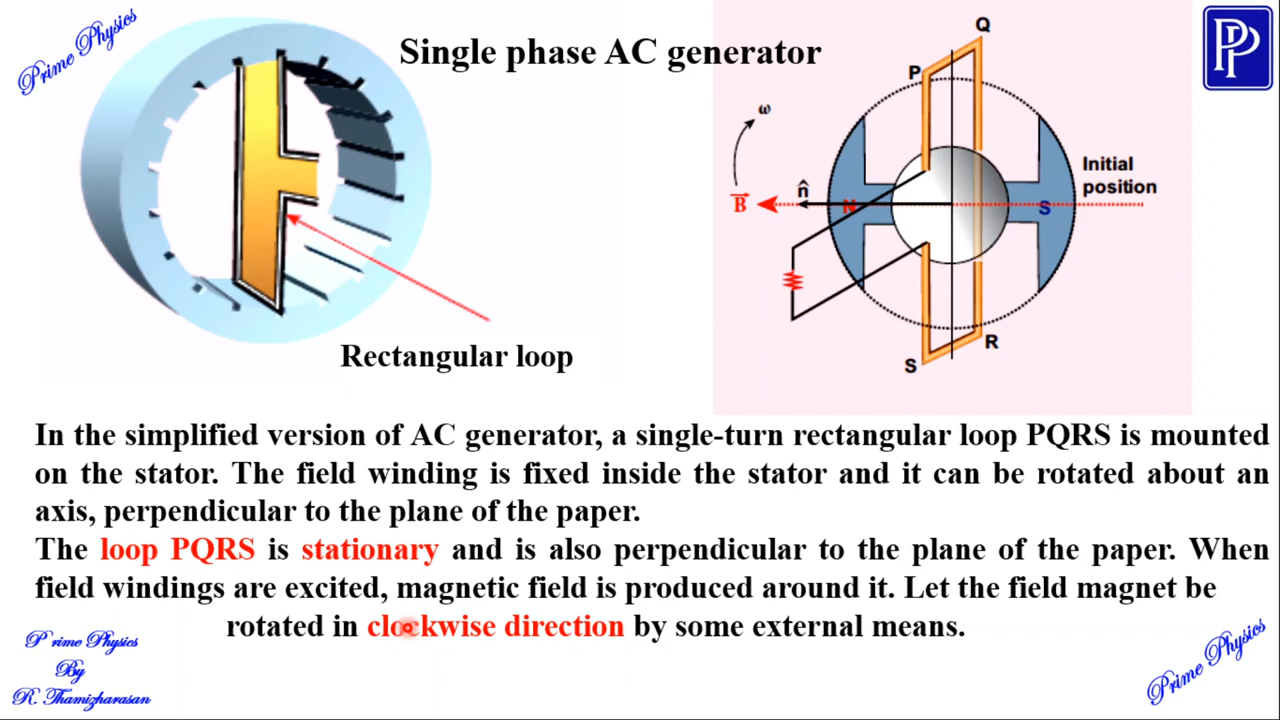 Prime Physics
Single phase AC generator
PP
Q
P
ω
Initial
position
n̂
B⃗
N
S
R
S
Rectangular loop
In the simplified version of AC generator, a single-turn rectangular loop PQRS is mounted
on the stator. The field winding is fixed inside the stator and it can be rotated about an
axis, perpendicular to the plane of the paper.
The loop PQRS is stationary and is also perpendicular to the plane of the paper. When
field windings are excited, magnetic field is produced around it. Let the field magnet be
rotated in clockwise direction by some external means.
P rime Physics
By
R. Thamizharasan
Prime Physics